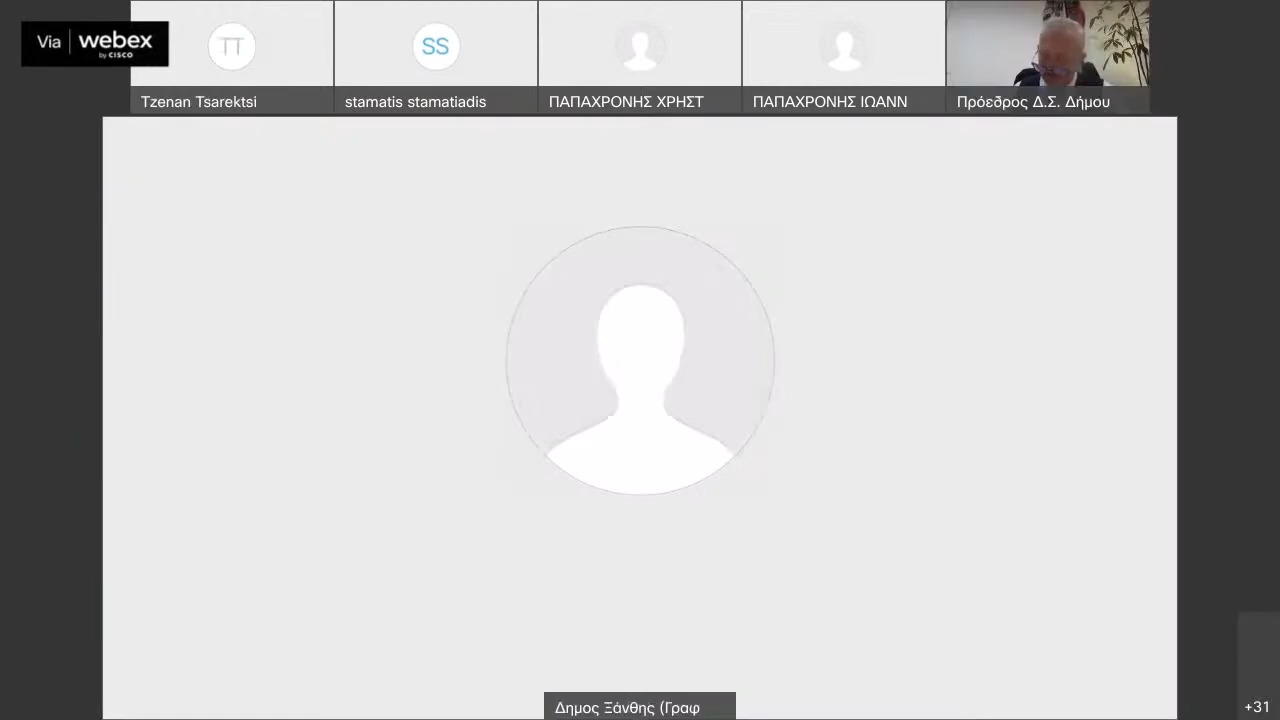 Via webex
by CISCO
TT
SS
Tzenan Tsarektsi
stamatis stamatiadis
ΠΑΠΑΧΡΟΝΗΣ ΧΡΗΣΤ
ΠΑΠΑΧΡΟΝΗΣ ΙΩΑΝΝ
Πρόεδρος Δ.Σ. Δήμου
Δημος Ξάνθης (Γραφ
+31